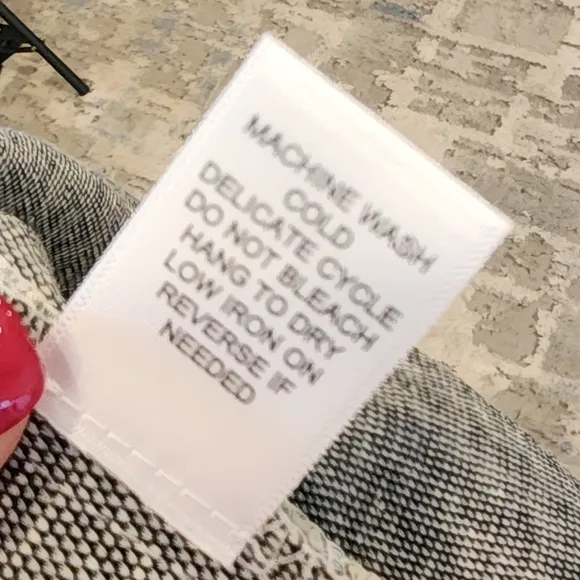 MACHINE WASH
COLD
DELICATE CYCLE
DO NOT BLEACH
HANG TO DRY
LOW IRON ON
REVERSE IF
NEEDED